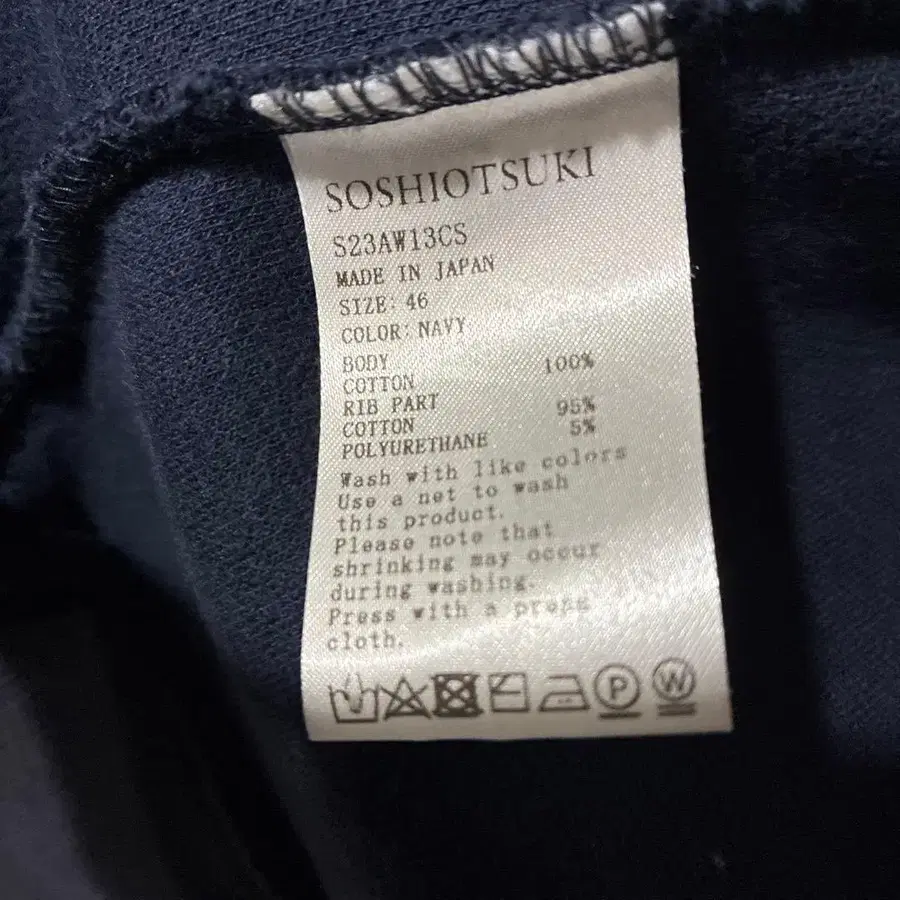 SOSHIOTSUKI
S23AW13CS
MADE IN JAPAN
SIZE: 46
COLOR: NAVY
BODY 100%
COTTON
RIB PART
COTTON 95%
POLYURETHANE 5%
Wash with like colors
Use a net to wash
this product.
Please note that
shrinking may occur
during washing.
Press with a press
cloth.
P W